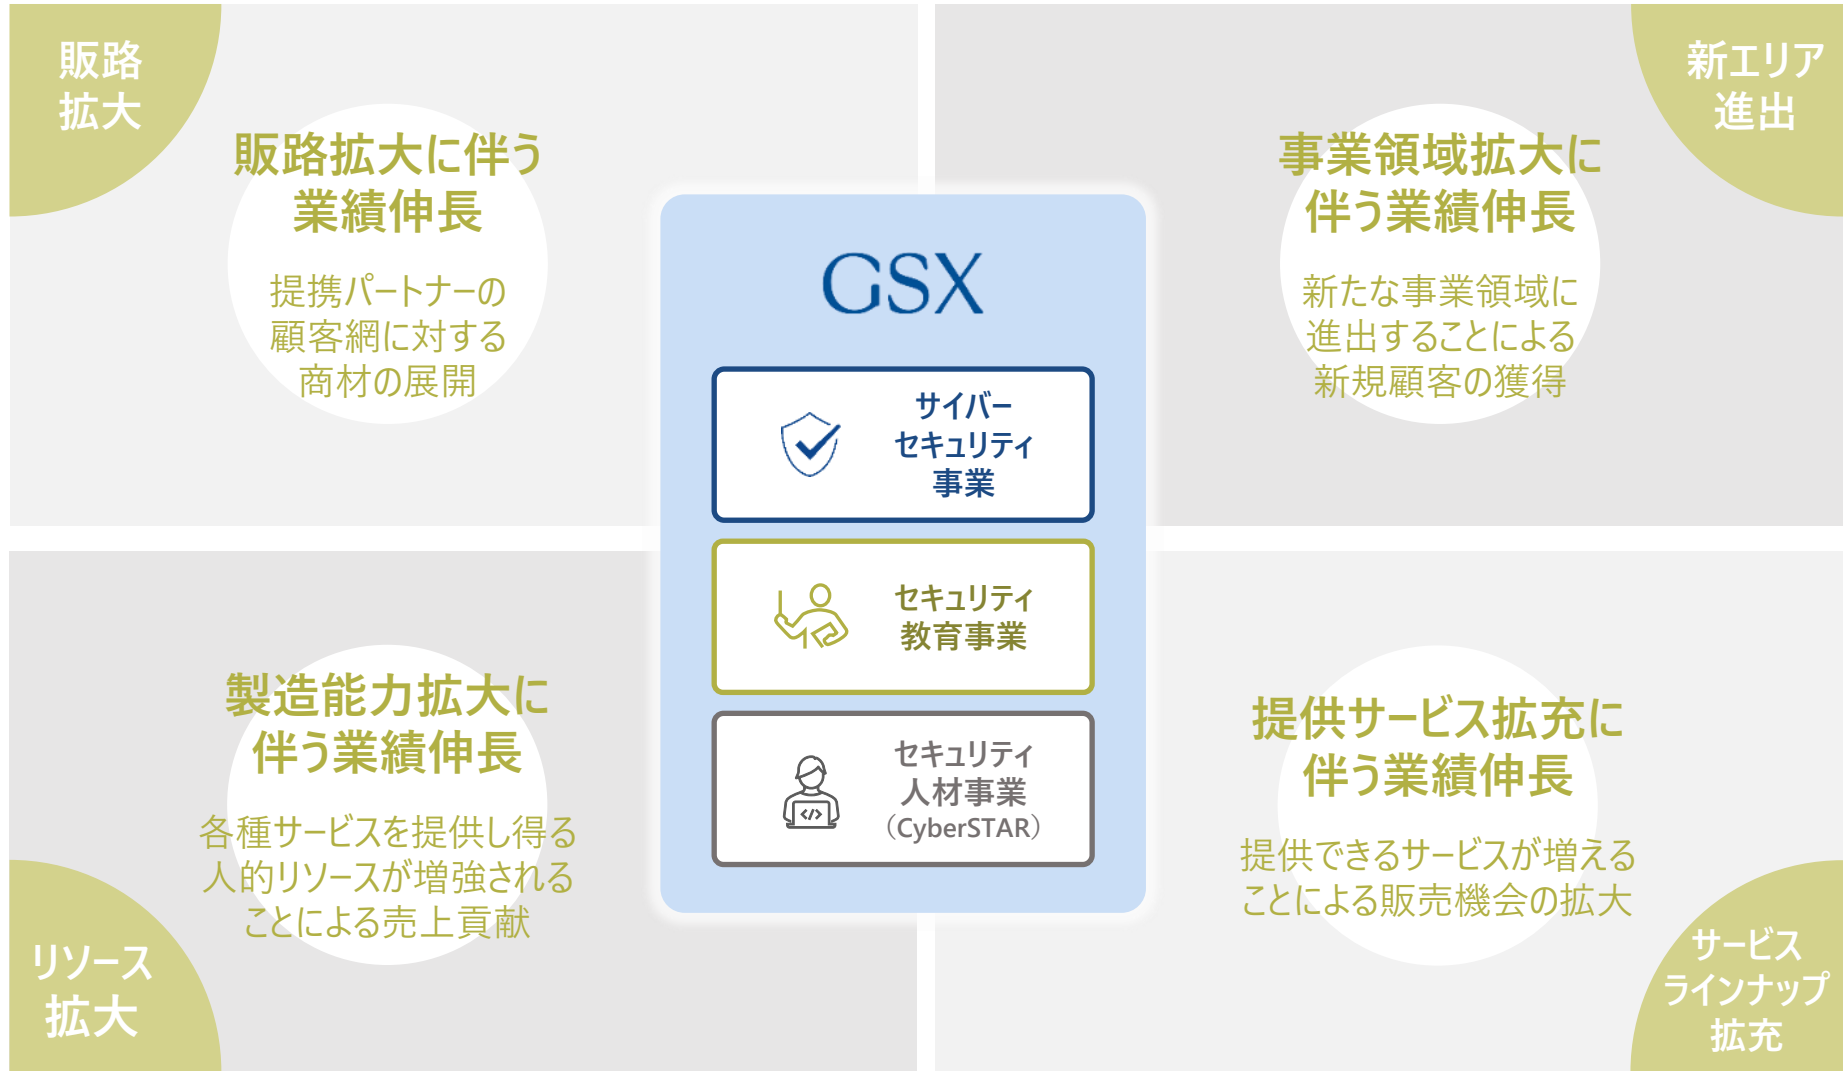 販路
拡大
販路拡大に伴う
業績伸長
提携パートナーの
顧客網に対する
商材の展開
新エリア
進出
事業領域拡大に
伴う業績伸長
新たな事業領域に
進出することによる
新規顧客の獲得
GSX
サイバー
セキュリティ
事業
セキュリティ
教育事業
セキュリティ
人材事業
（CyberSTAR）
製造能力拡大に
伴う業績伸長
各種サービスを提供し得る
人的リソースが増強される
ことによる売上貢献
リソース
拡大
提供サービス拡充に
伴う業績伸長
提供できるサービスが増える
ことによる販売機会の拡大
サービス
ラインナップ
拡充